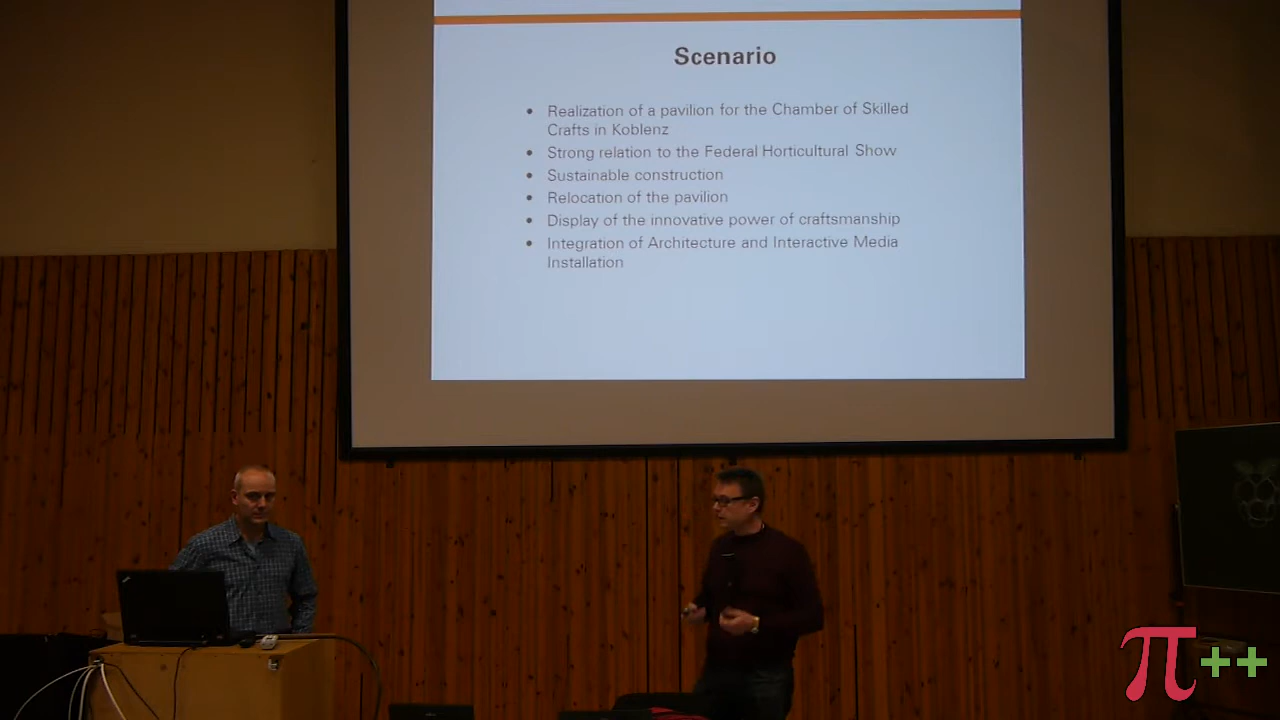 Scenario
• Realization of a pavilion for the Chamber of Skilled
Crafts in Koblenz
• Strong relation to the Federal Horticultural Show
• Sustainable construction
• Relocation of the pavilion
• Display of the innovative power of craftsmanship
• Integration of Architecture and Interactive Media
Installation
π++